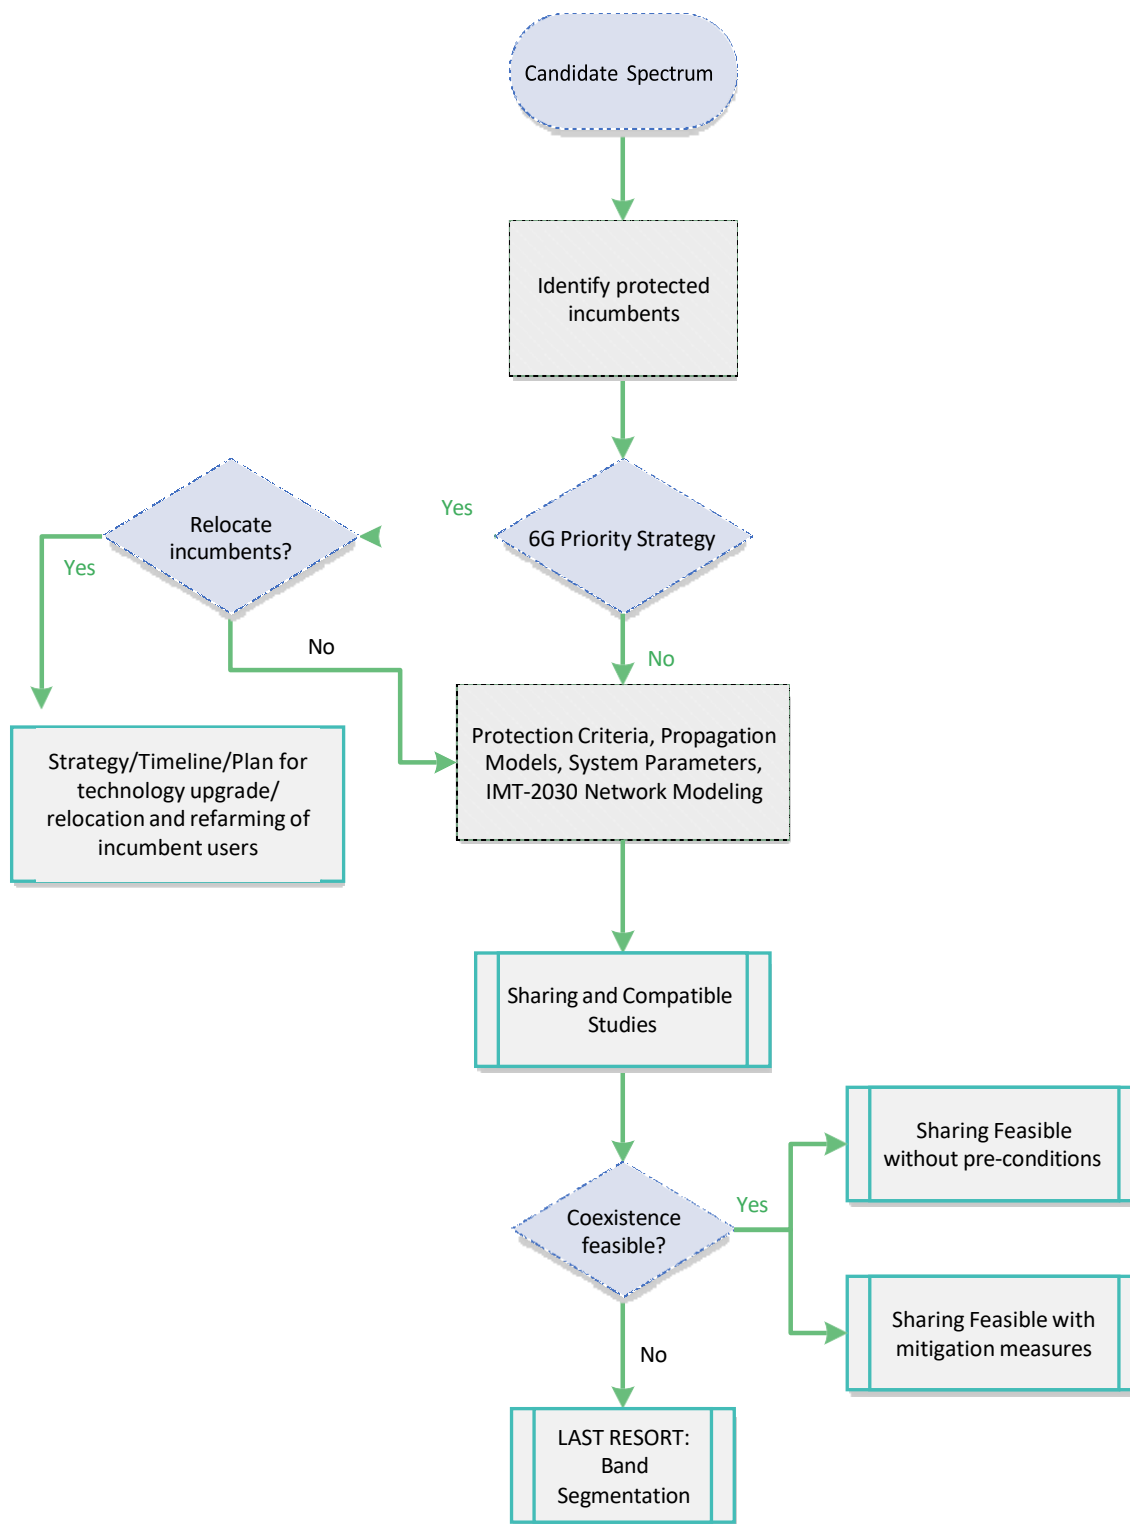 Candidate Spectrum
Identify protected
incumbents
6G Priority Strategy
Yes
Relocate
incumbents?
Yes
No
No
Strategy/Timeline/Plan for
technology upgrade/
relocation and refarming of
incumbent users
Protection Criteria, Propagation
Models, System Parameters,
IMT-2030 Network Modeling
Sharing and Compatible
Studies
Coexistence
feasible?
Yes
Sharing Feasible
without pre-conditions
Sharing Feasible with
mitigation measures
No
LAST RESORT:
Band
Segmentation